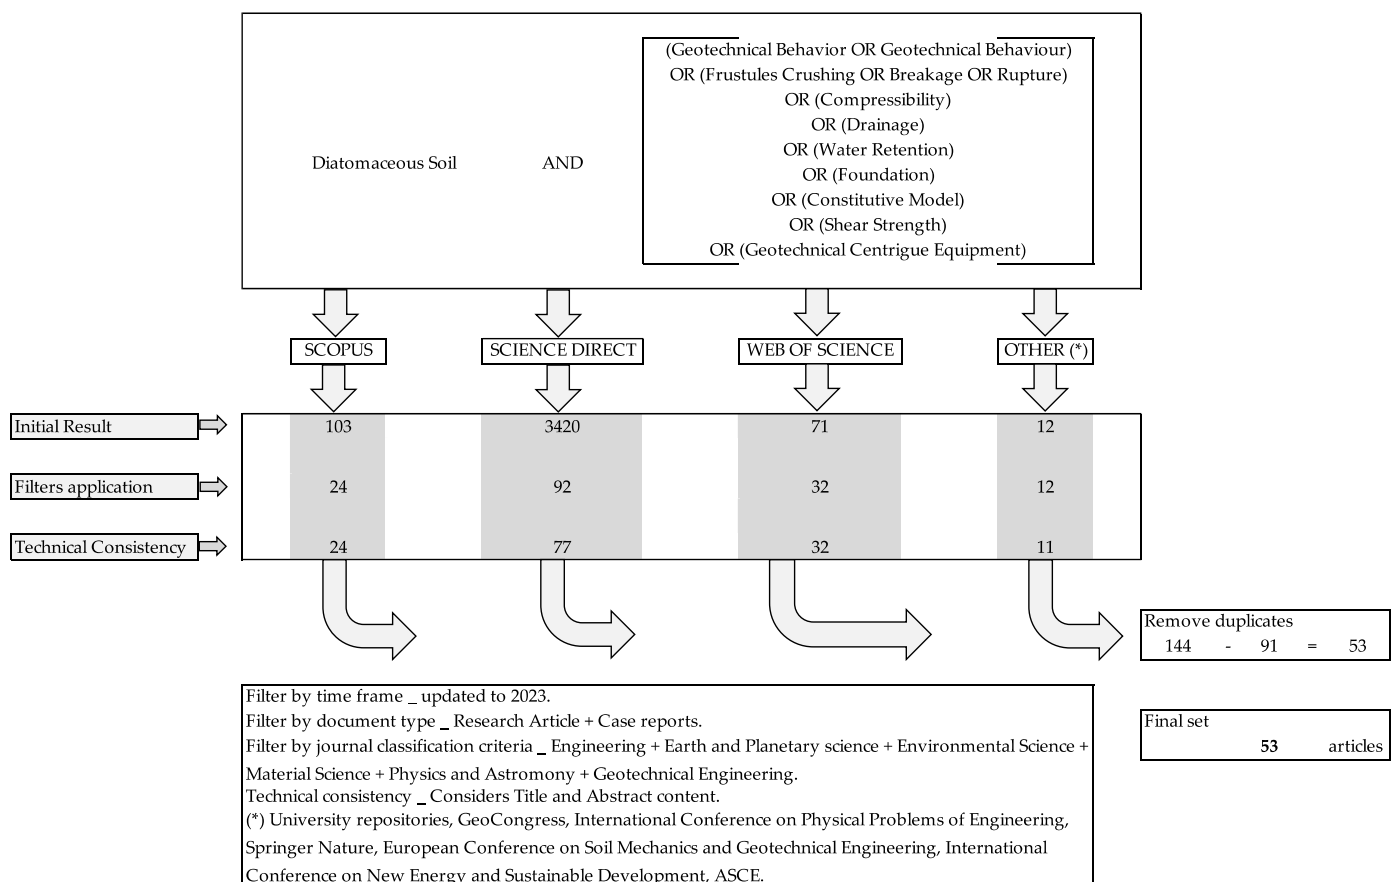 (Geotechnical Behavior OR Geotechnical Behaviour)
OR (Frustules Crushing OR Breakage OR Rupture)
OR (Compressibility)
OR (Drainage)
Diatomaceous Soil AND OR (Water Retention)
OR (Foundation)
OR (Constitutive Model)
OR (Shear Strength)
OR (Geotechnical Centrigue Equipment)
SCOPUS SCIENCE DIRECT WEB OF SCIENCE OTHER (*)
Initial Result 103 3420 71 12
Filters application 24 92 32 12
Technical Consistency 24 77 32 11
Remove duplicates
144 - 91 = 53
Filter by time frame _ updated to 2023.
Filter by document type _ Research Article + Case reports.
Filter by journal classification criteria _ Engineering + Earth and Planetary science + Environmental Science +
Material Science + Physics and Astromony + Geotechnical Engineering.
Technical consistency _ Considers Title and Abstract content.
(*) University repositories, GeoCongress, International Conference on Physical Problems of Engineering,
Springer Nature, European Conference on Soil Mechanics and Geotechnical Engineering, International
Conference on New Energy and Sustainable Development, ASCE.
Final set
53 articles